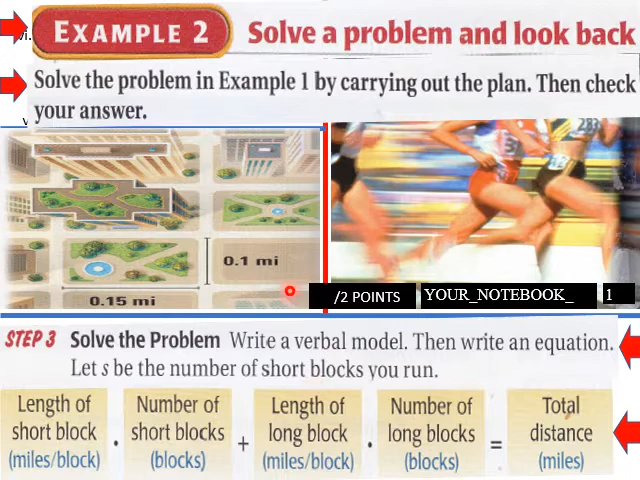 EXAMPLE 2 Solve a problem and look back
Solve the problem in Example 1 by carrying out the plan. Then check
your answer.
0.1 mi
0.15 mi
/2 POINTS YOUR_NOTEBOOK_ 1
STEP 3 Solve the Problem Write a verbal model. Then write an equation.
Let s be the number of short blocks you run.
Length of short block (miles/block) · Number of short blocks (blocks) + Length of long block (miles/block) · Number of long blocks (blocks) = Total distance (miles)